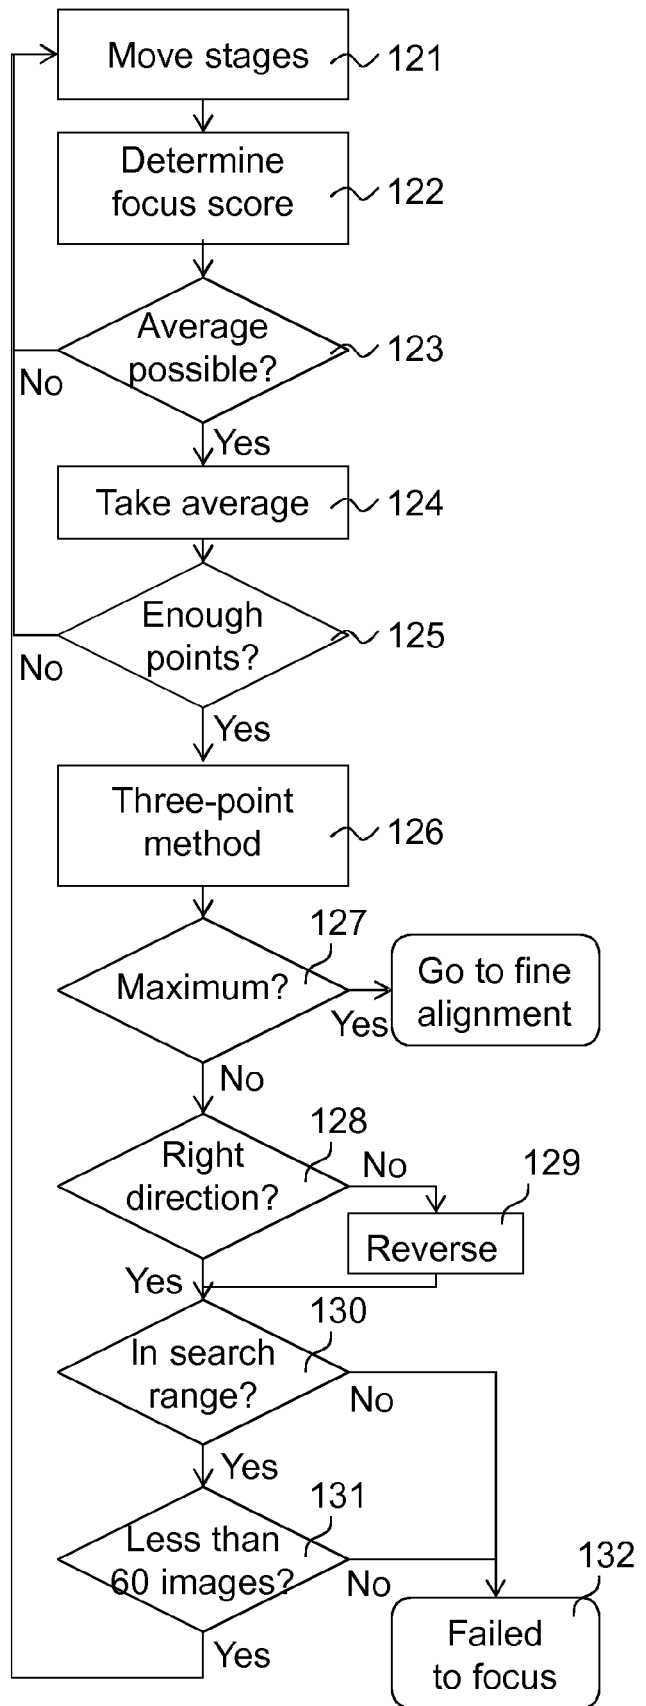 Move stages
121
Determine
focus score
122
Average
possible?
123
No
Yes
Take average
124
Enough
points?
125
No
Yes
Three-point
method
126
127
Maximum?
Go to fine
alignment
Yes
No
128
Right
direction?
No
129
Reverse
Yes
130
In search
range?
No
Yes
131
Less than
60 images?
No
132
Yes
Failed
to focus